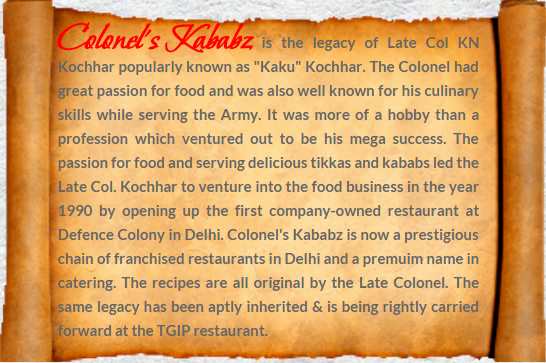 Colonel's Kababz is the legacy of Late Col KN
Kochhar popularly known as "Kaku" Kochhar. The Colonel had
great passion for food and was also well known for his culinary
skills while serving the Army. It was more of a hobby than a
profession which ventured out to be his mega success. The
passion for food and serving delicious tikkas and kababs led the
Late Col. Kochhar to venture into the food business in the year
1990 by opening up the first company-owned restaurant at
Defence Colony in Delhi. Colonel's Kababz is now a prestigious
chain of franchised restaurants in Delhi and a premuim name in
catering. The recipes are all original by the Late Colonel. The
same legacy has been aptly inherited & is being rightly carried
forward at the TGIP restaurant.